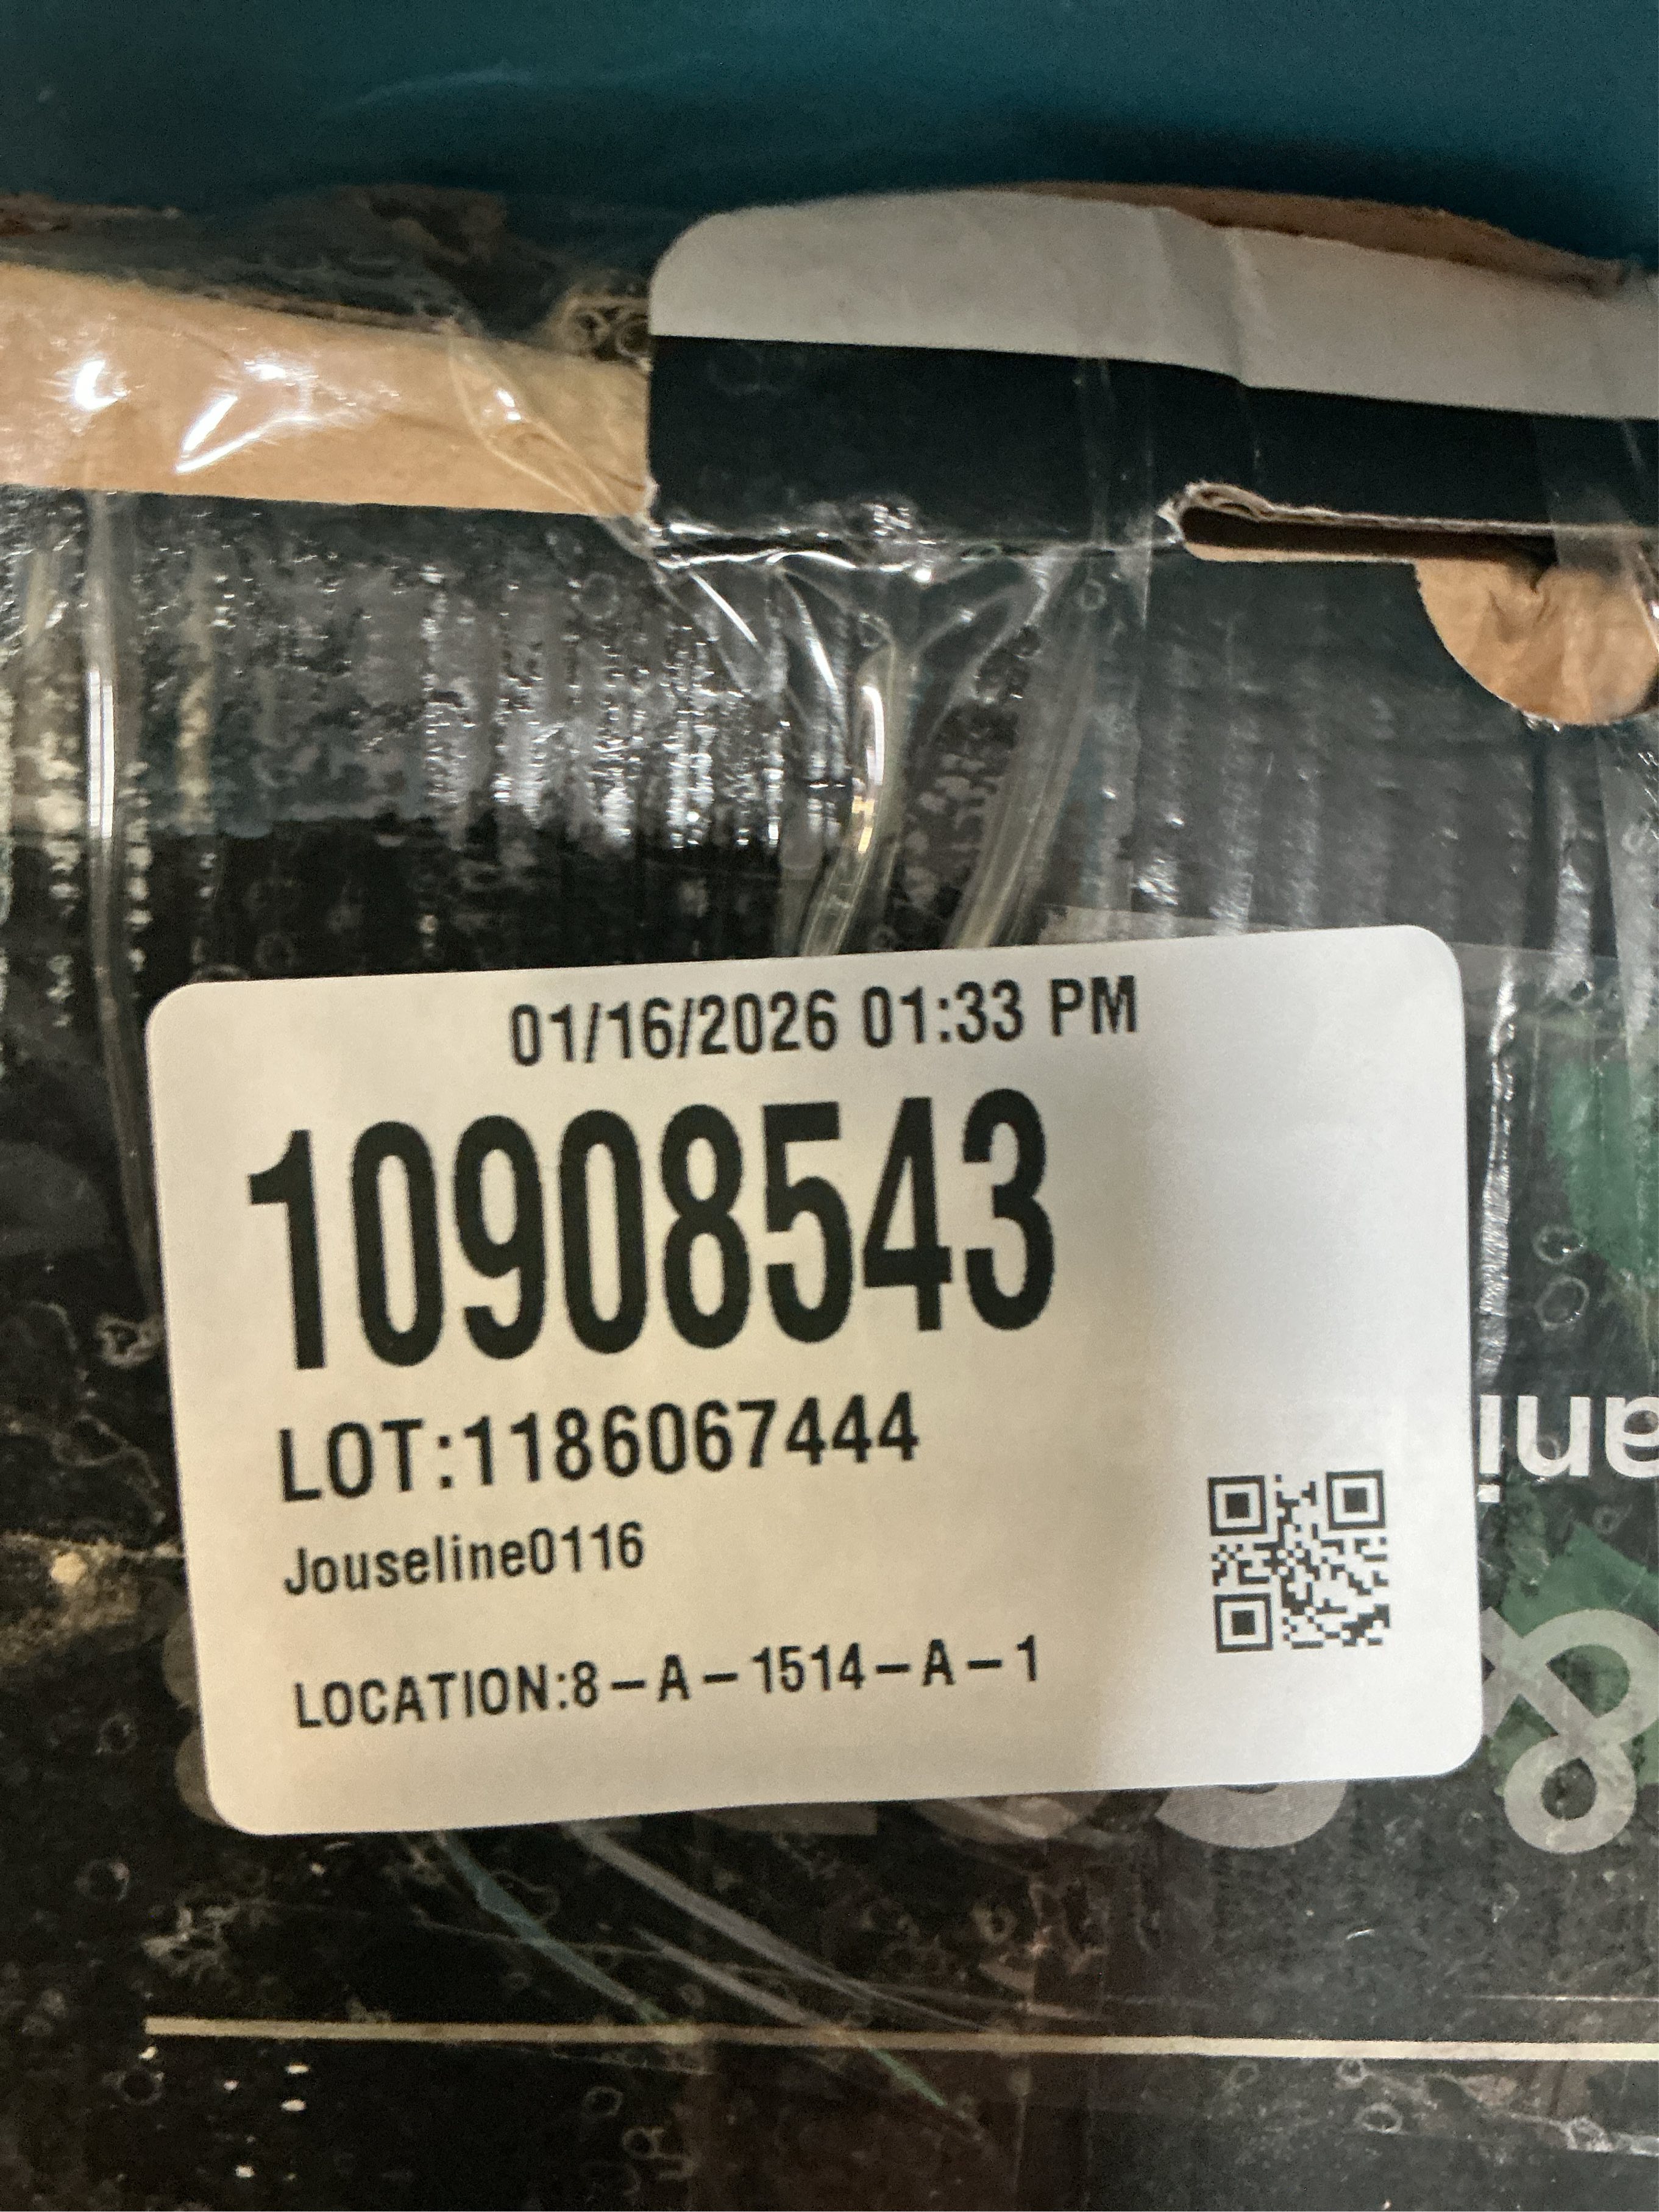 01/16/2026 01:33 PM
10908543
LOT:1186067444
Jouseline0116
LOCATION:8-A-1514-A-1
&